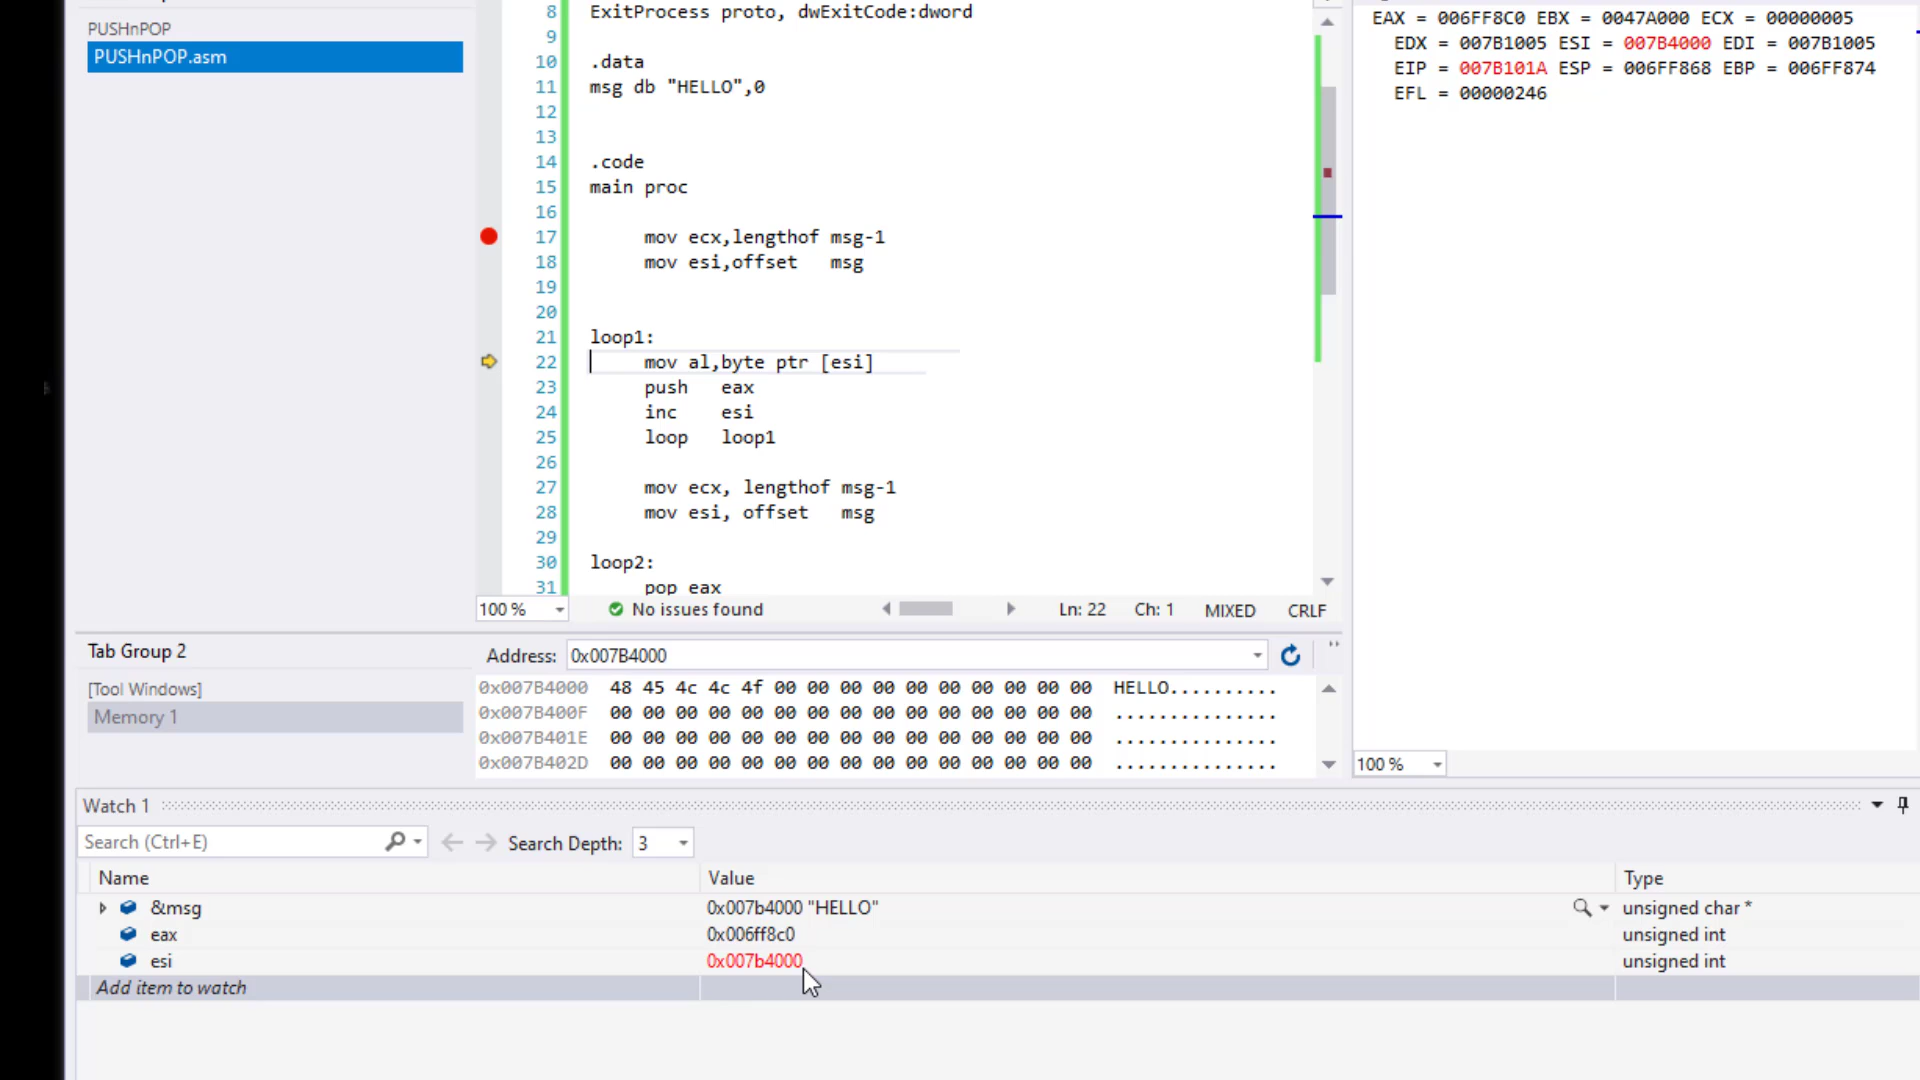 PUSHnPOP
PUSHnPOP.asm
8 ExitProcess proto, dwExitCode:dword
9
10 .data
11 msg db "HELLO",0
12
13
14 .code
15 main proc
16
17 mov ecx,lengthof msg-1
18 mov esi,offset msg
19
20
21 loop1:
22 mov al,byte ptr [esi]
23 push eax
24 inc esi
25 loop loop1
26
27 mov ecx, lengthof msg-1
28 mov esi, offset msg
29
30 loop2:
31 pop eax
100 % No issues found Ln: 22 Ch: 1 MIXED CRLF
EAX = 006FF8C0 EBX = 0047A000 ECX = 00000005
EDX = 007B1005 ESI = 007B4000 EDI = 007B1005
EIP = 007B101A ESP = 006FF868 EBP = 006FF874
EFL = 00000246
100 %
Tab Group 2
[Tool Windows]
Memory 1
Address: 0x007B4000
0x007B4000 48 45 4c 4c 4f 00 00 00 00 00 00 00 00 00 00 HELLO..........
0x007B400F 00 00 00 00 00 00 00 00 00 00 00 00 00 00 00 ...............
0x007B401E 00 00 00 00 00 00 00 00 00 00 00 00 00 00 00 ...............
0x007B402D 00 00 00 00 00 00 00 00 00 00 00 00 00 00 00 ...............
Watch 1
Search (Ctrl+E) Search Depth: 3
Name Value Type
&msg 0x007b4000 "HELLO" unsigned char *
eax 0x006ff8c0 unsigned int
esi 0x007b4000 unsigned int
Add item to watch